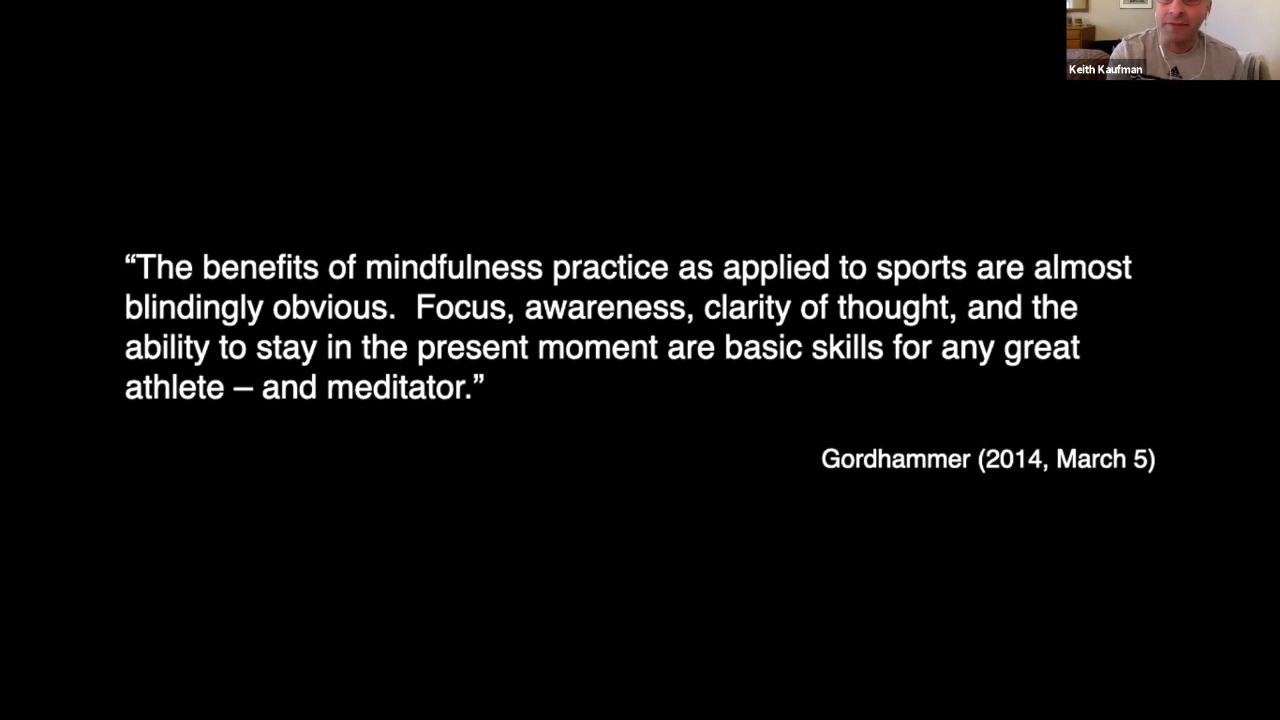 Keith Kaufman
“The benefits of mindfulness practice as applied to sports are almost
blindingly obvious.  Focus, awareness, clarity of thought, and the
ability to stay in the present moment are basic skills for any great
athlete – and meditator.”
Gordhammer (2014, March 5)